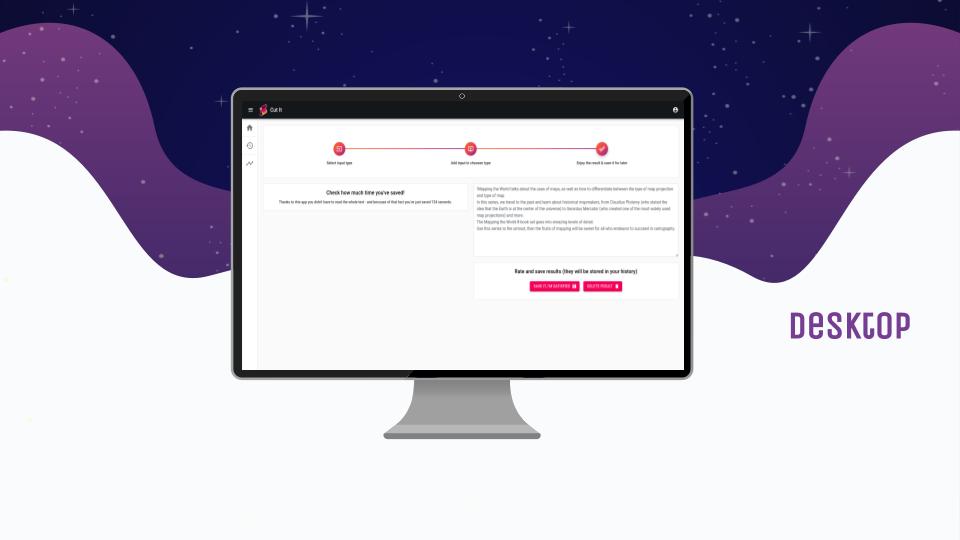 Cut It
Select input type
Add input to choosen type
Enjoy the result & save it for later
Check how much time you've saved!
Thanks to this app you didn't have to read the whole text - and because of that fact you've just saved 124 seconds.
'Mapping the World talks about the uses of maps, as well as how to differentiate between the type of map projection
and type of map.
In this series, we travel to the past and learn about historical mapmakers, from Claudius Ptolemy (who stated the
idea that the Earth is at the center of the universe) to Gerardus Mercator (who created one of the most widely used
map projections) and more.
The Mapping the World 8-book set goes into amazing levels of detail.
Use this series to the utmost, then the fruits of mapping will be sweet for all who endeavor to succeed in cartography.
Rate and save results (they will be stored in your history)
SAVE IT, I'M SATISFIED
DELETE RESULT
DESKTOP